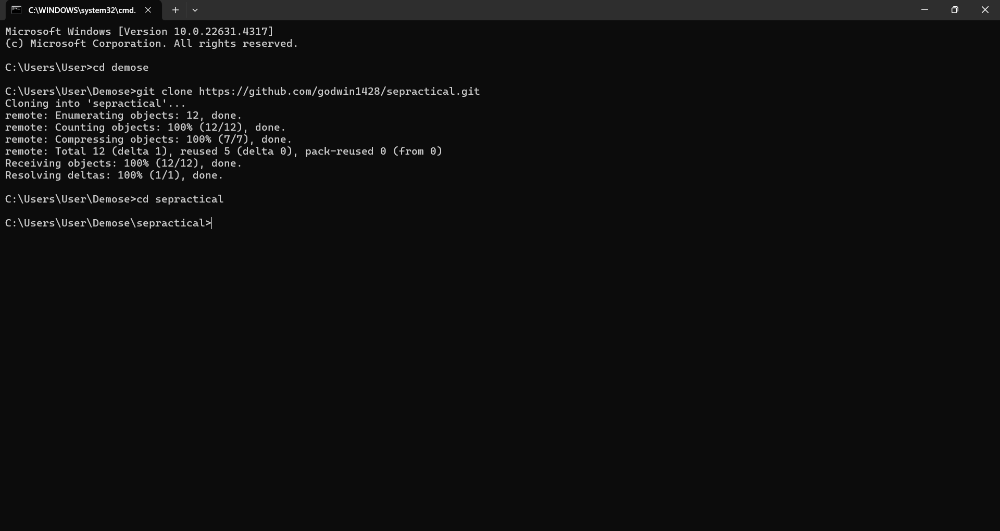 C:\WINDOWS\system32\cmd.
Microsoft Windows [Version 10.0.22631.4317]
(c) Microsoft Corporation. All rights reserved.
C:\Users\User>cd demose
C:\Users\User\Demose>git clone https://github.com/godwin1428/sepractical.git
Cloning into 'sepractical'...
remote: Enumerating objects: 12, done.
remote: Counting objects: 100% (12/12), done.
remote: Compressing objects: 100% (7/7), done.
remote: Total 12 (delta 1), reused 5 (delta 0), pack-reused 0 (from 0)
Receiving objects: 100% (12/12), done.
Resolving deltas: 100% (1/1), done.
C:\Users\User\Demose>cd sepractical
C:\Users\User\Demose\sepractical>